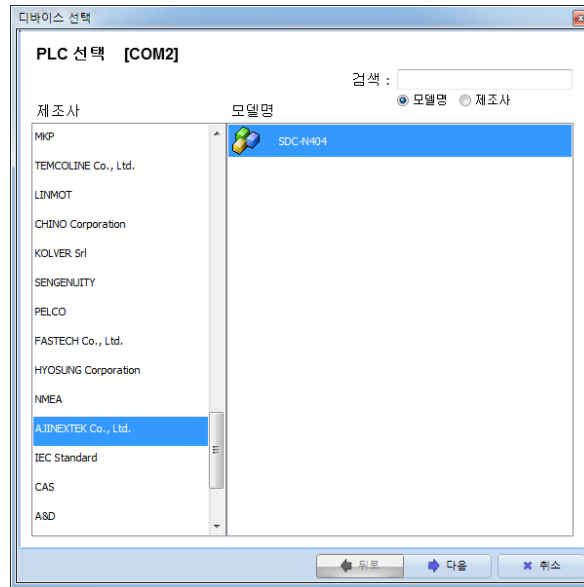 디바이스 선택
PLC 선택 [COM2]
검색 :
모델명 제조사
제조사 모델명
MKP
SDC-N404
TEMCOLINE Co., Ltd.
LINMOT
CHINO Corporation
KOLVER Srl
SENGENUITY
PELCO
FASTECH Co., Ltd.
HYOSUNG Corporation
NMEA
AJINEXTEK Co., Ltd.
IEC Standard
CAS
A&D
뒤로 다음 취소